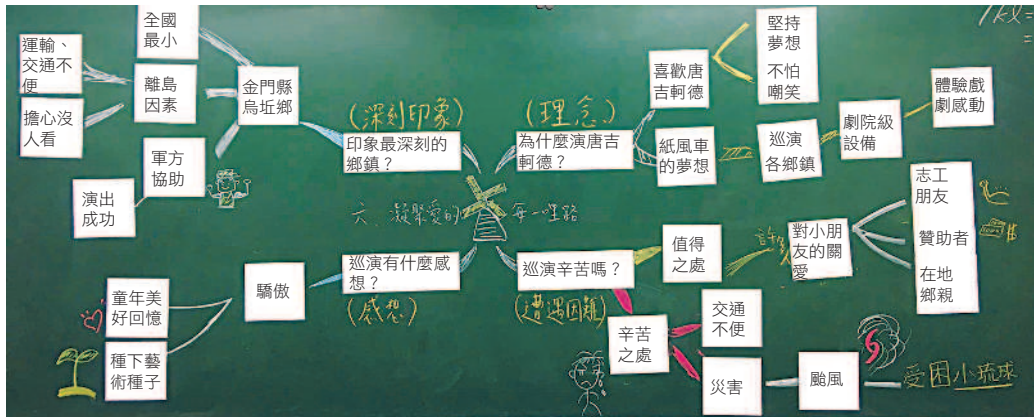 全國
最小
運輸、
交通不
便
離島
因素
擔心沒
人看
金門縣
烏坵鄉
軍方
協助
演出
成功
(深刻印象)
印象最深刻的
鄉鎮？
(理念)
為什麼演唐吉
軻德？
喜歡唐
吉軻德
堅持
夢想
不怕
嘲笑
紙風車
的夢想
巡演
各鄉鎮
劇院級
設備
體驗戲
劇感動
六、凝聚愛的每一哩路
巡演有什麼感
想？
(感想)
驕傲
童年美
好回憶
種下藝
術種子
巡演辛苦嗎？
(遭遇困難)
值得
之處
對小朋
友的關
愛
志工
朋友
贊助者
在地
鄉親
辛苦
之處
交通
不便
災害
颱風
受困小琉球